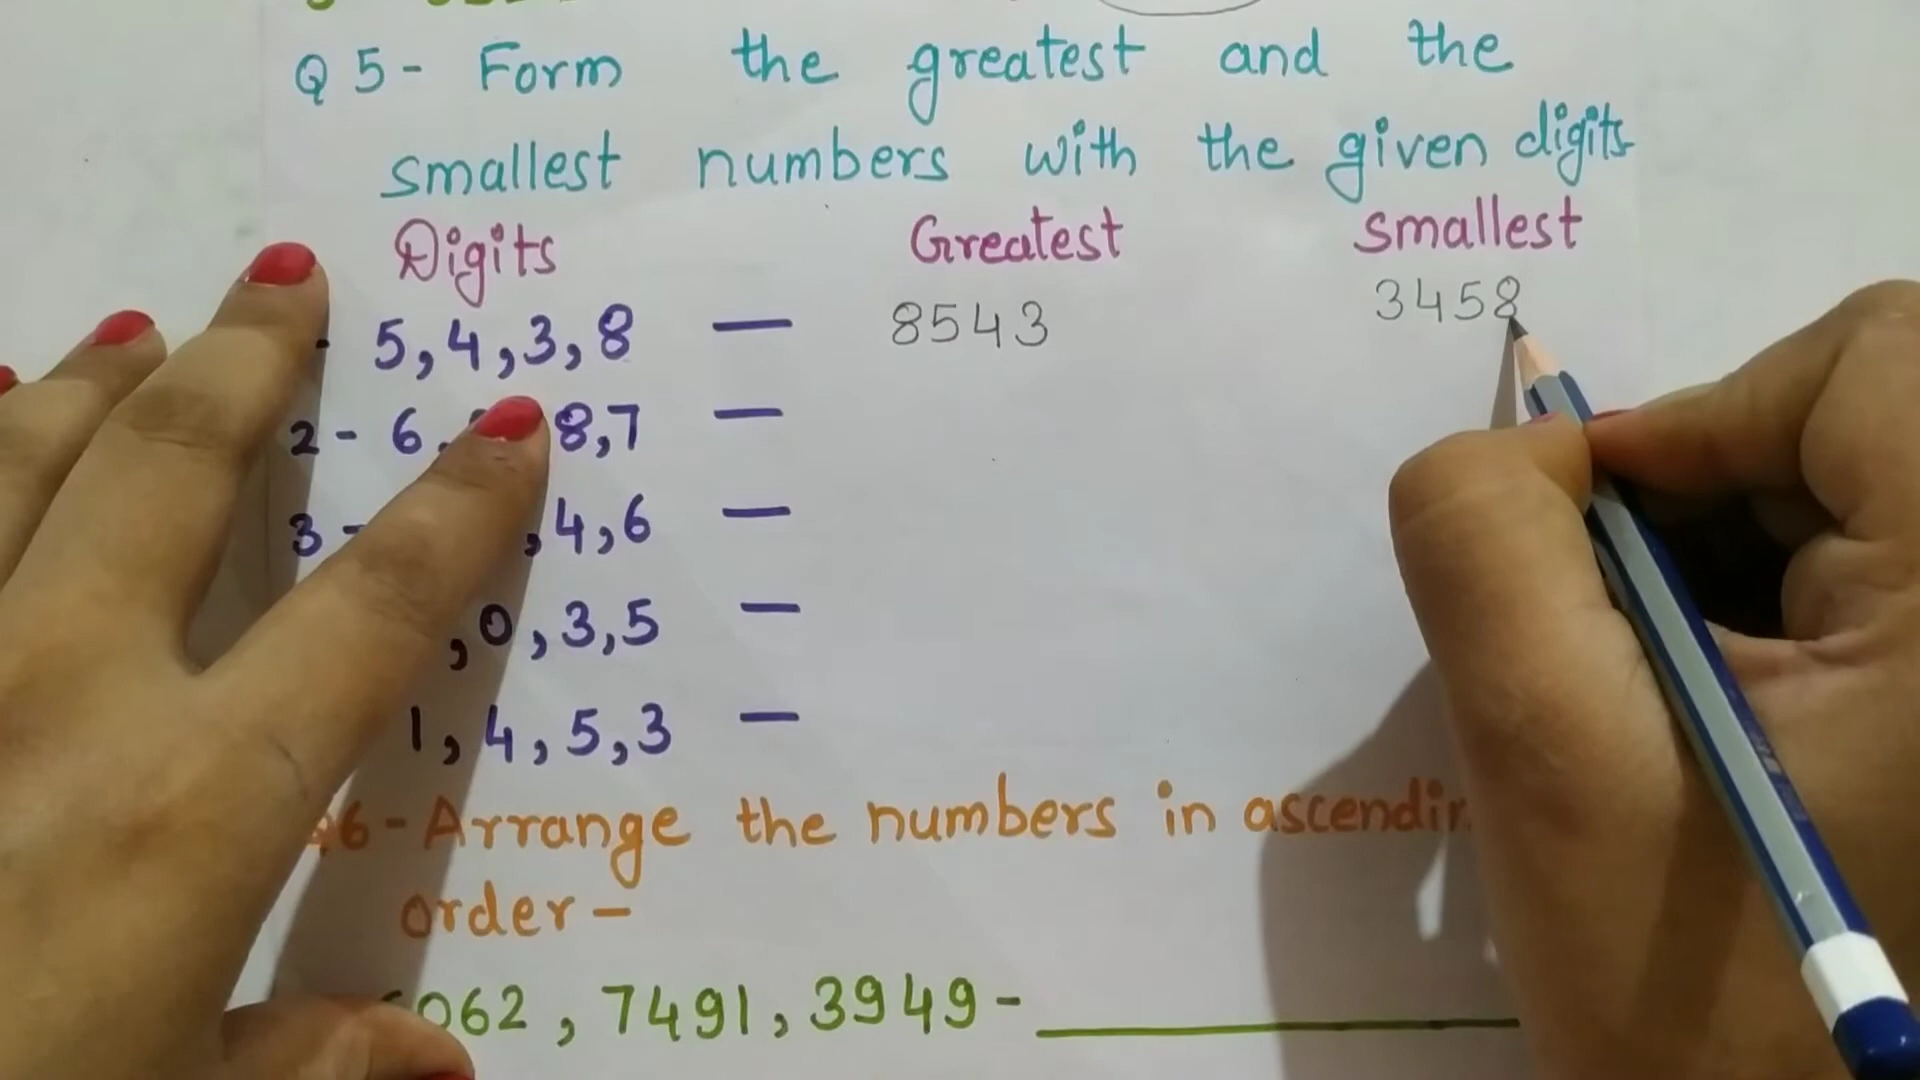 Q5- Form the greatest and the
smallest numbers with the given digits
Digits Greatest smallest
5,4,3,8 — 8543 3458
2- 6, 8,7 —
3- ,4,6 —
,0,3,5 —
1,4,5,3 —
6-Arrange the numbers in
order-
062, 7491, 3949-